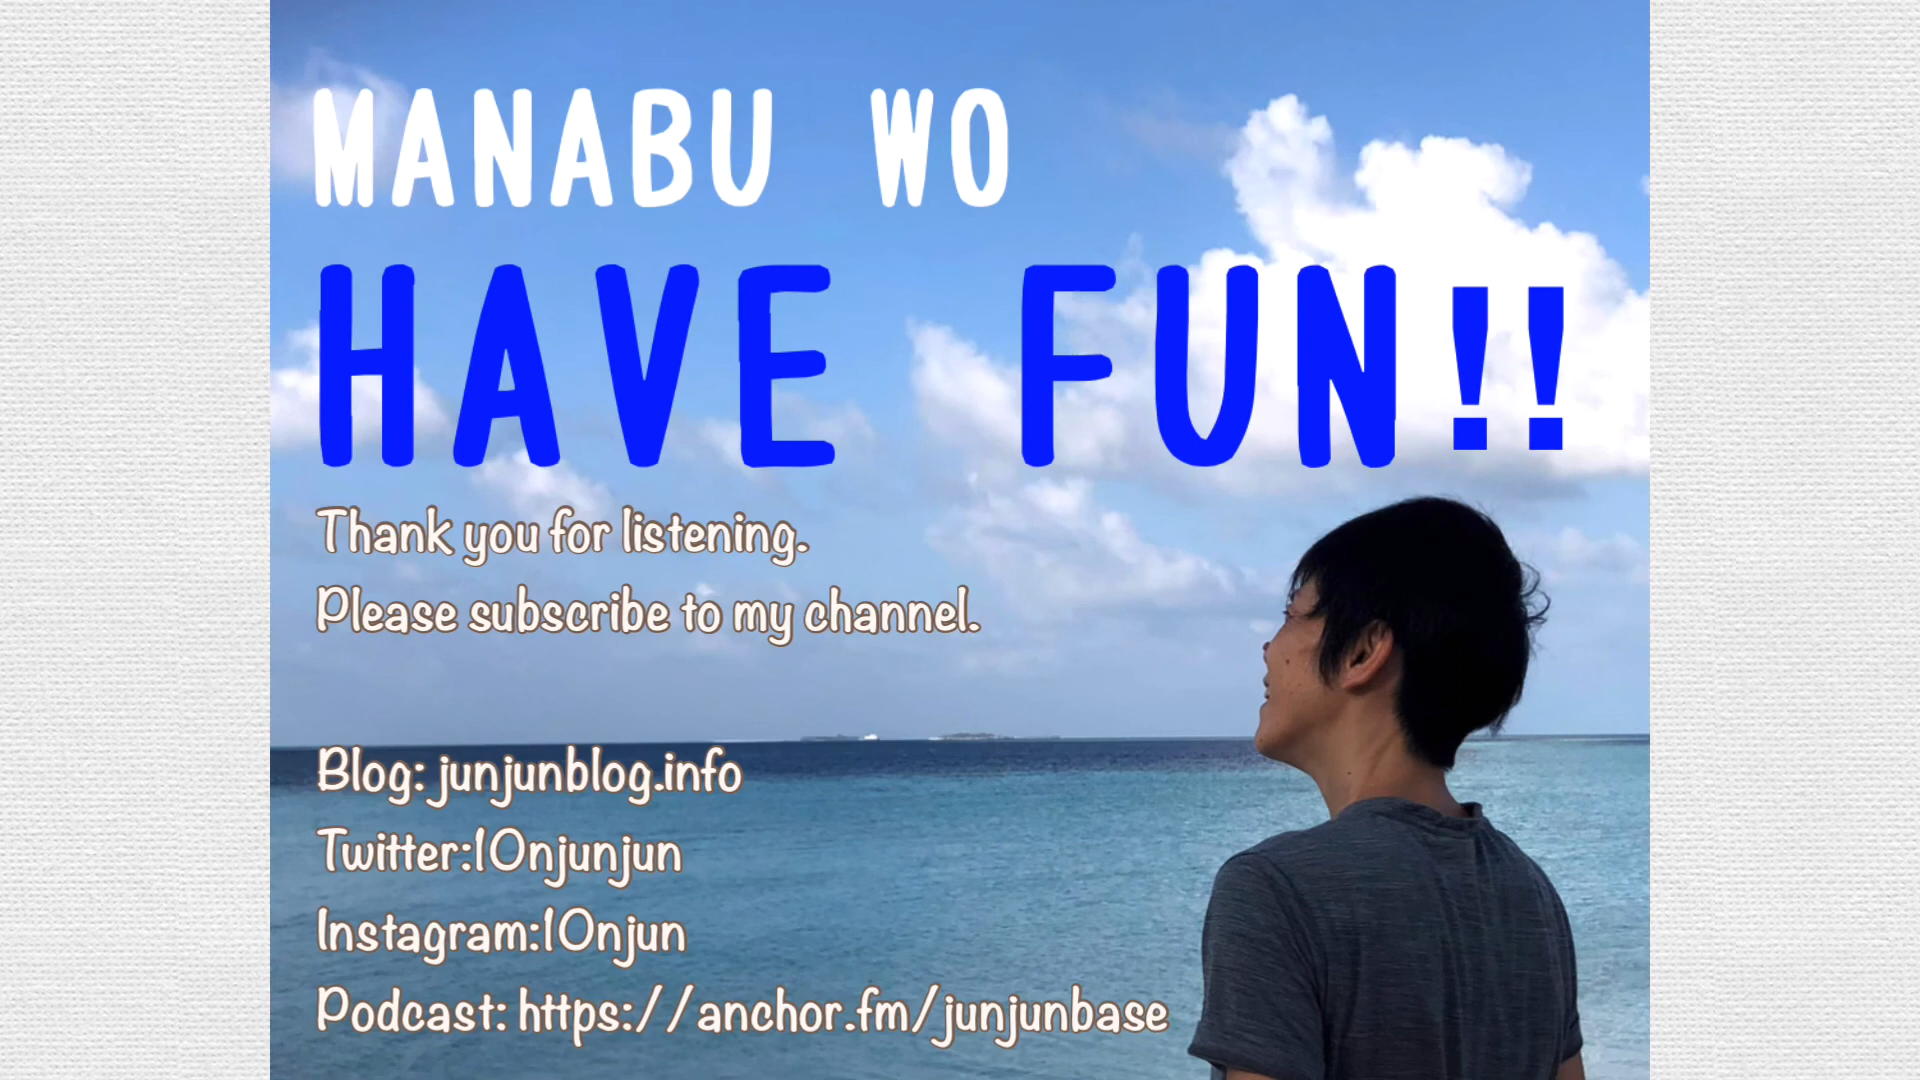 MANABU WO
HAVE FUN!!
Thank you for listening.
Please subscribe to my channel.
Blog: junjunblog.info
Twitter:10njunjun
Instagram:10njun
Podcast: https://anchor.fm/junjunbase